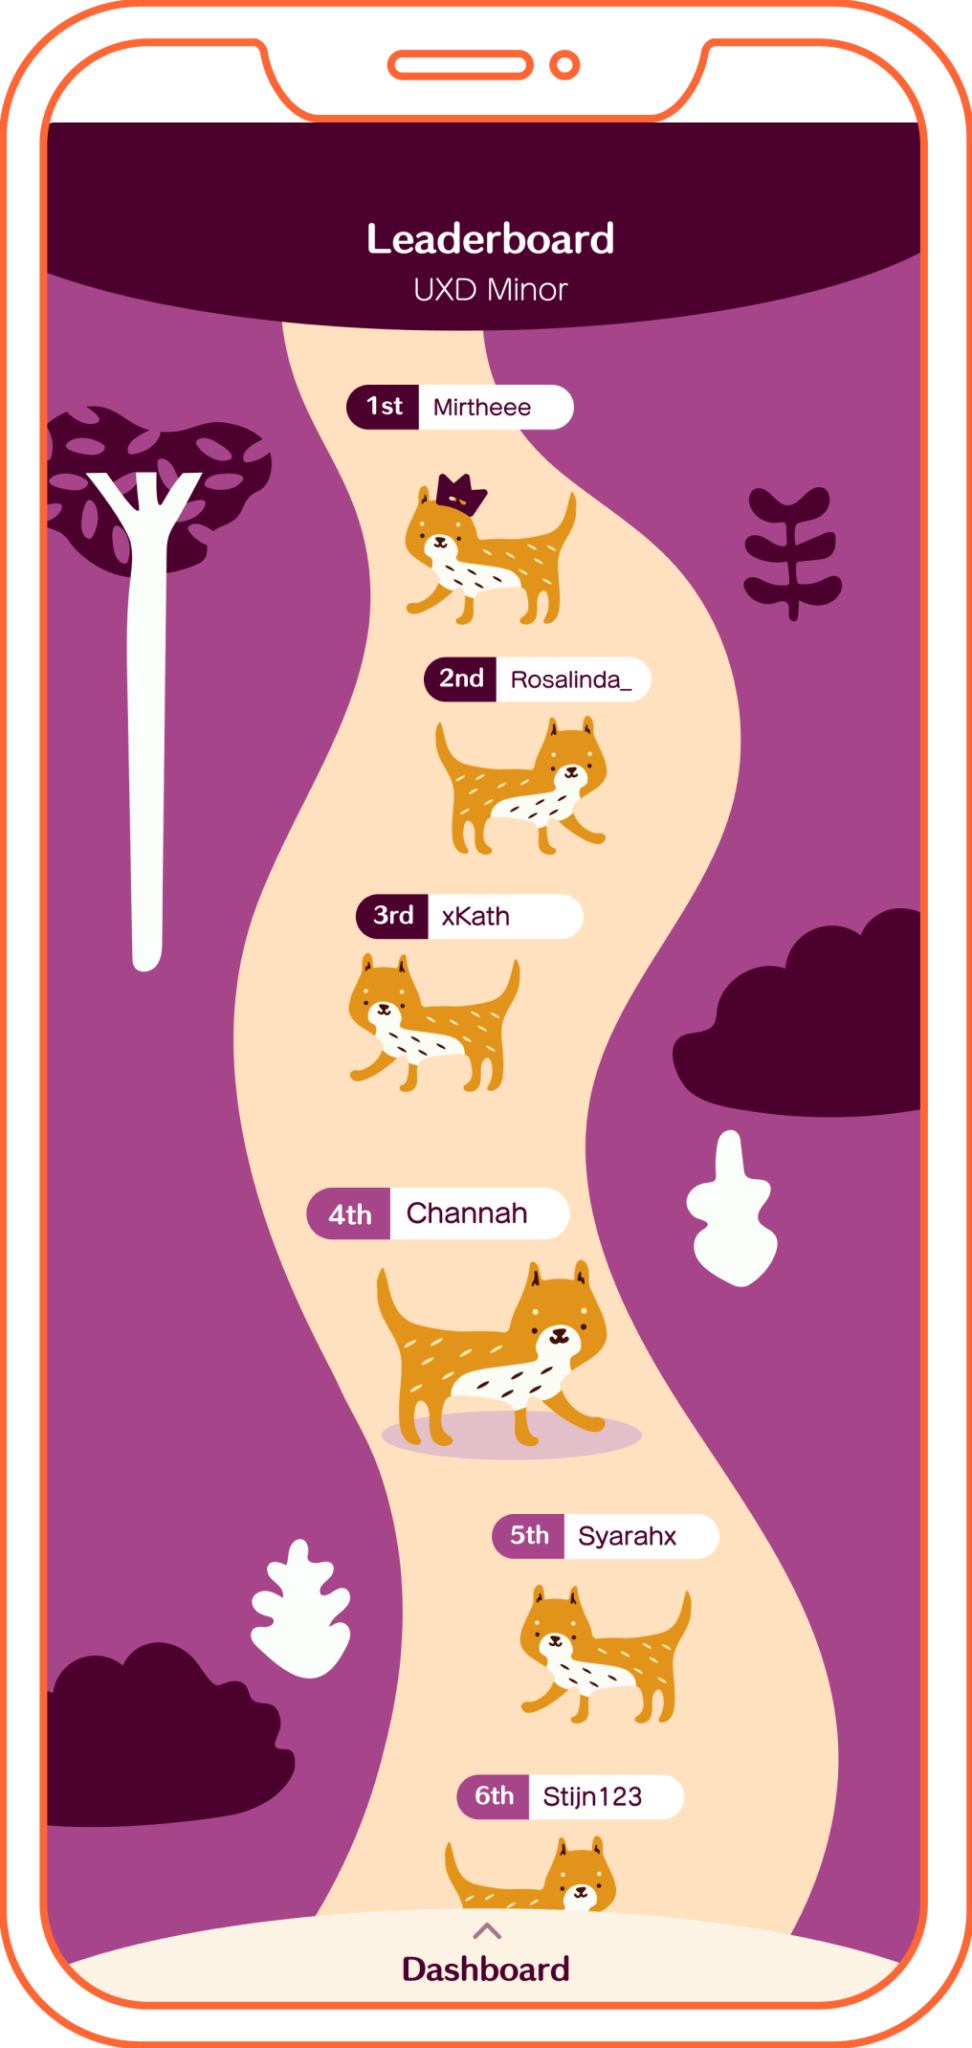 Leaderboard
UXD Minor
1st Mirtheee
2nd Rosalinda_
3rd xKath
4th Channah
5th Syarahx
6th Stijn123
Dashboard